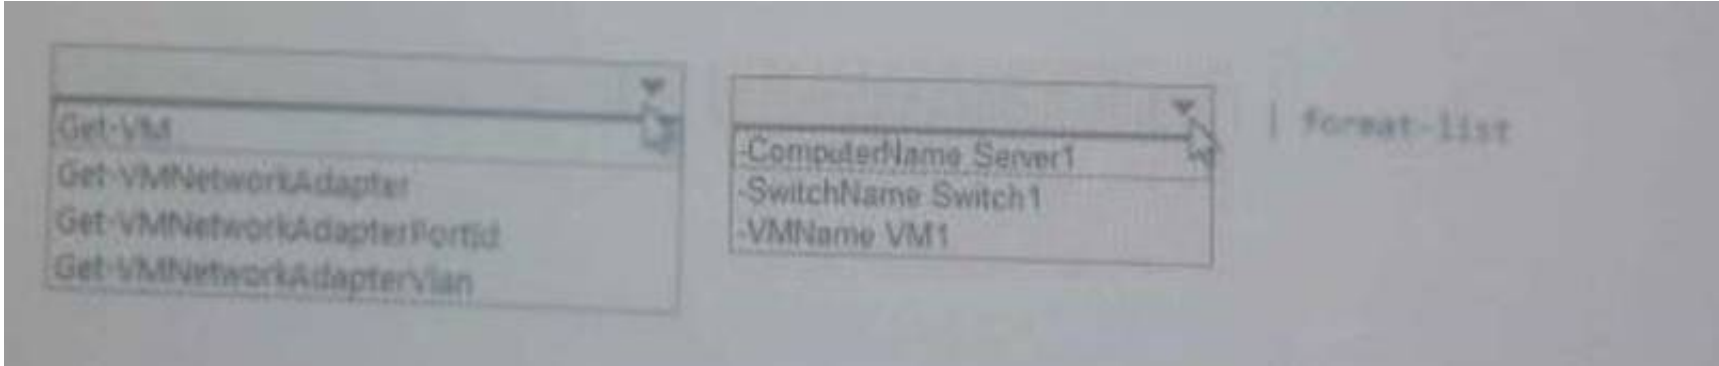 Get-VM
Get-VMNetworkAdapter
Get-VMNetworkAdapterPortId
Get-VMNetworkAdapterVlan
-ComputerName Server1
-SwitchName Switch1
-VMName VM1
| format-list